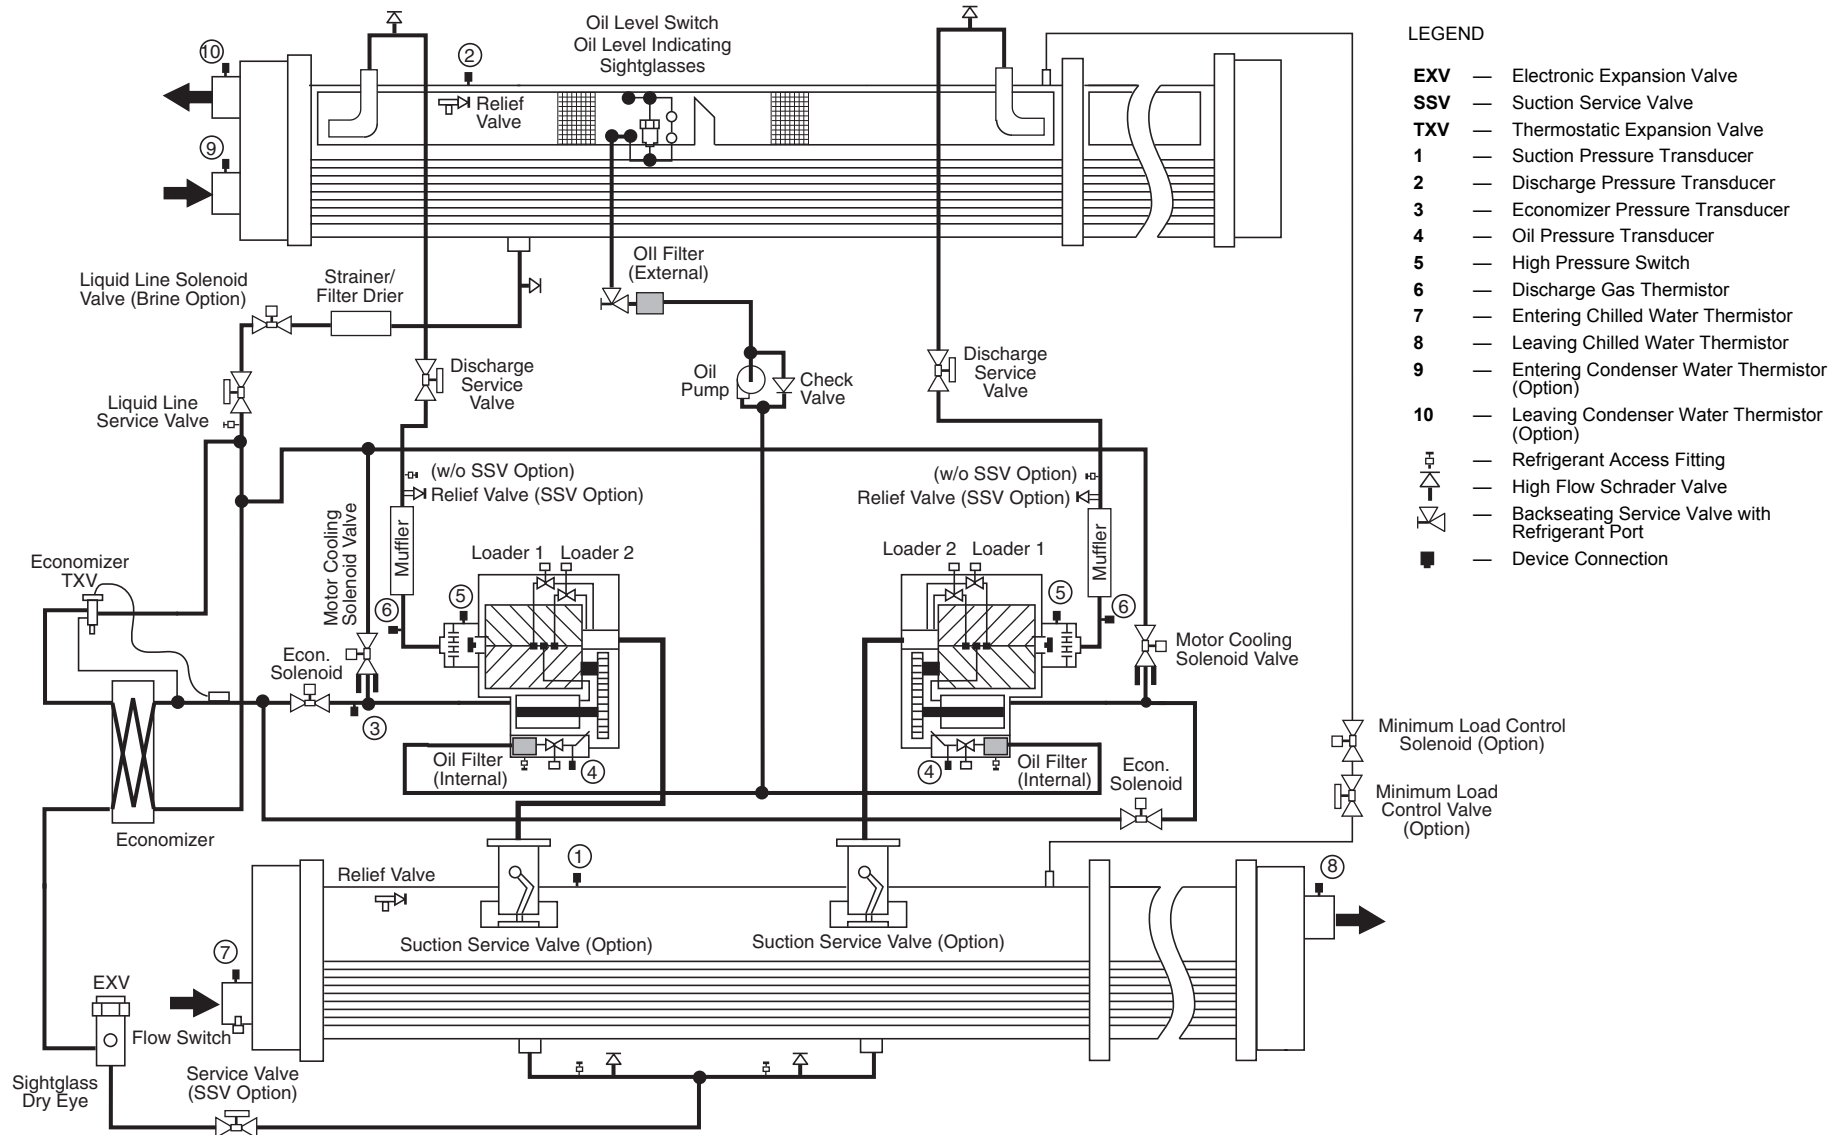 10
2
Oil Level Switch
Oil Level Indicating
Sightglasses
Relief
Valve
9
OIl Filter
(External)
Liquid Line Solenoid
Valve (Brine Option)
Strainer/
Filter Drier
Liquid Line
Service Valve
Discharge
Service
Valve
Oil
Pump
Check
Valve
Discharge
Service
Valve
(w/o SSV Option)
Relief Valve (SSV Option)
(w/o SSV Option)
Relief Valve (SSV Option)
Motor Cooling
Solenoid Valve
Muffler
Muffler
Loader 1
Loader 2
Loader 2
Loader 1
Economizer
TXV
6
5
5
6
Econ.
Solenoid
Motor Cooling
Solenoid Valve
3
Oil Filter
(Internal)
4
4
Oil Filter
(Internal)
Econ.
Solenoid
Minimum Load Control
Solenoid (Option)
Minimum Load
Control Valve
(Option)
Economizer
Relief Valve
1
8
Suction Service Valve (Option)
Suction Service Valve (Option)
7
EXV
Flow Switch
Sightglass
Dry Eye
Service Valve
(SSV Option)
LEGEND
EXV — Electronic Expansion Valve
SSV — Suction Service Valve
TXV — Thermostatic Expansion Valve
1 — Suction Pressure Transducer
2 — Discharge Pressure Transducer
3 — Economizer Pressure Transducer
4 — Oil Pressure Transducer
5 — High Pressure Switch
6 — Discharge Gas Thermistor
7 — Entering Chilled Water Thermistor
8 — Leaving Chilled Water Thermistor
9 — Entering Condenser Water Thermistor
(Option)
10 — Leaving Condenser Water Thermistor
(Option)
— Refrigerant Access Fitting
— High Flow Schrader Valve
— Backseating Service Valve with
Refrigerant Port
— Device Connection